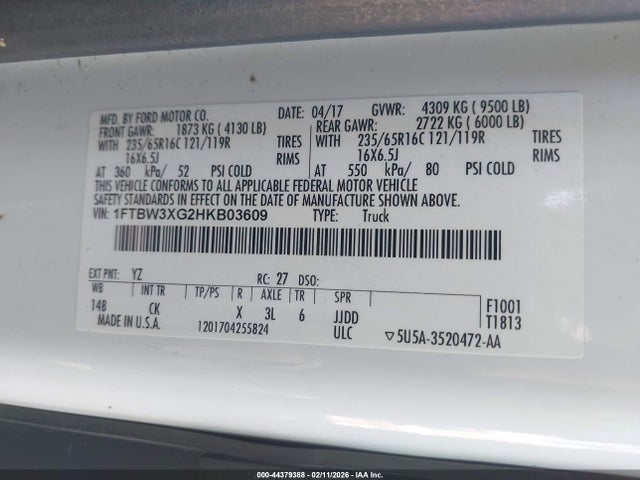 MFD. BY FORD MOTOR CO. DATE: 04/17 GVWR: 4309 KG ( 9500 LB)
FRONT GAWR: 1873 KG ( 4130 LB) REAR GAWR: 2722 KG ( 6000 LB)
WITH 235/65R16C 121/119R TIRES WITH 235/65R16C 121/119R TIRES
16X6.5J RIMS 16X6.5J RIMS
AT 360 kPa/ 52 PSI COLD AT 550 kPa/ 80 PSI COLD
THIS VEHICLE CONFORMS TO ALL APPLICABLE FEDERAL MOTOR VEHICLE
SAFETY STANDARDS IN EFFECT ON THE DATE OF MANUFACTURE SHOWN ABOVE.
VIN: 1FTBW3XG2HKB03609 TYPE: Truck
EXT PNT: YZ RC: 27 DSO:
WB INT TR TP/PS R AXLE TR SPR F1001
148 CK X 3L 6 JJDD T1813
MADE IN U.S.A. 1201704255824 ULC ▽5U5A-3520472-AA
000-44379388 - 02/11/2026 - IAA Inc.